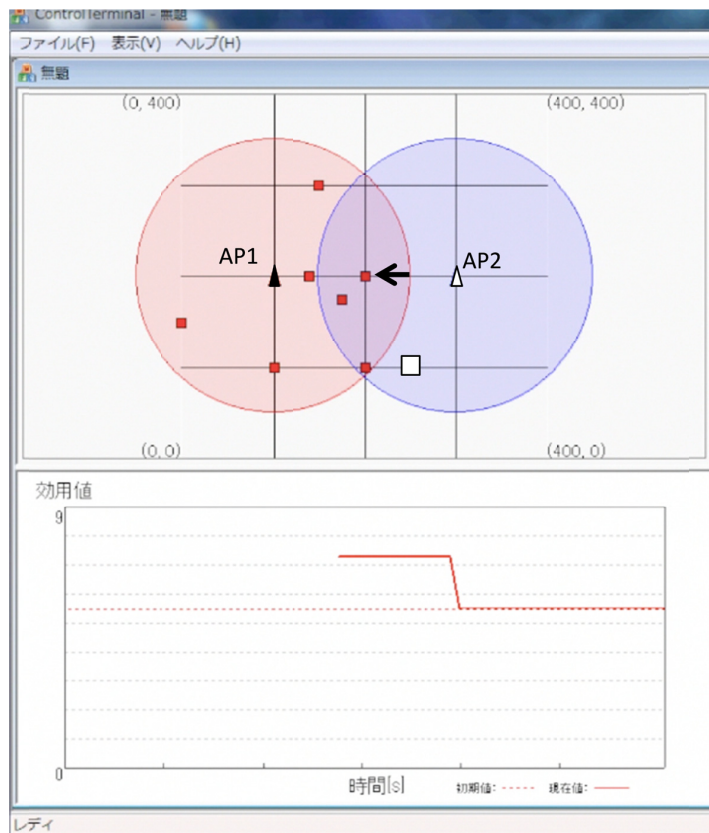 ControlTerminal - 無題
ファイル(F) 表示(V) ヘルプ(H)
無題
(0, 400) (400, 400)
AP1 AP2
(0, 0) (400, 0)
効用値
9
0
時間[s] 初期値: 現在値:
レディ